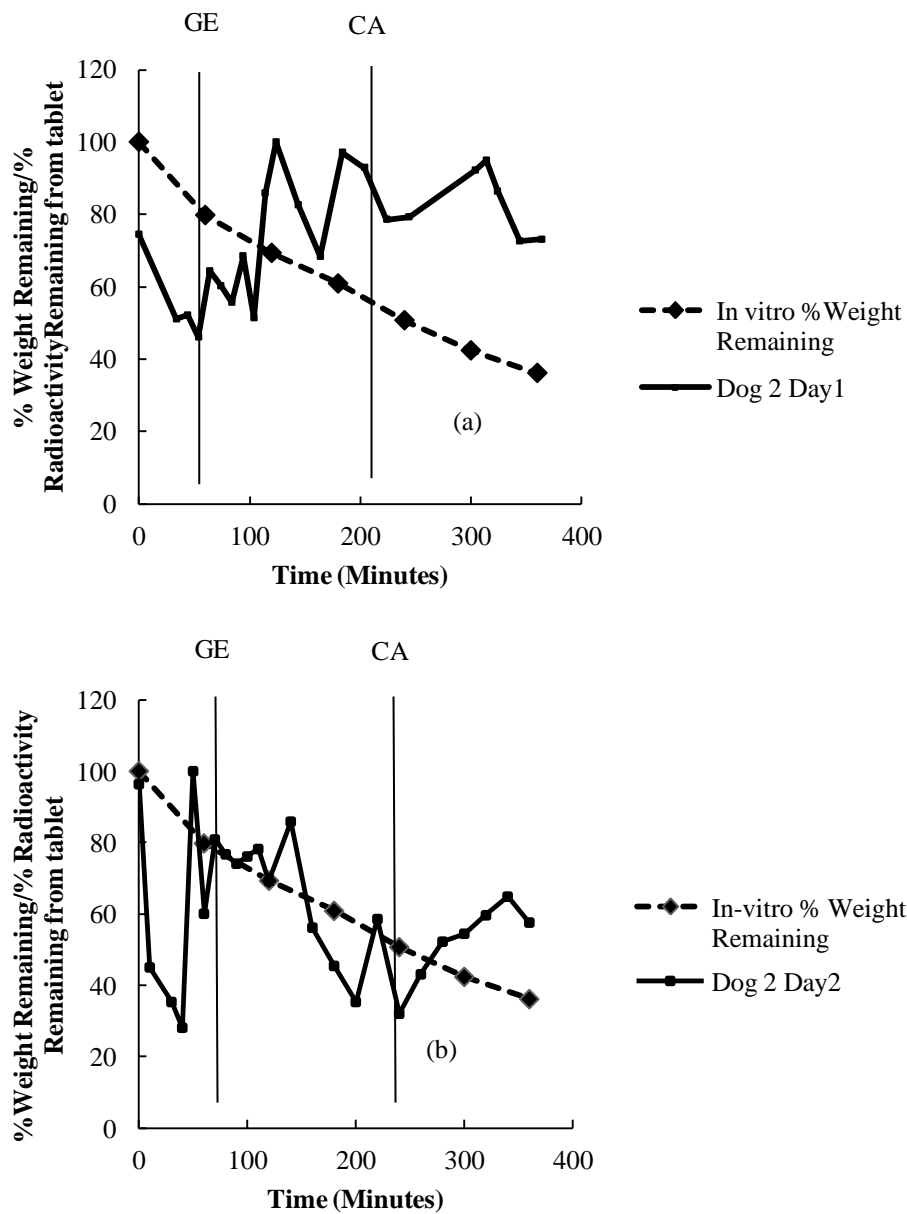 GE
CA
120
100
80
60
40
20
0
% Weight Remaining/%
RadioactivityRemaining from tablet
0
100
200
300
400
Time (Minutes)
(a)
In vitro %Weight
Remaining
Dog 2 Day1
GE
CA
120
100
80
60
40
20
0
%Weight Remaining/% Radioactivity
Remaining from tablet
0
100
200
300
400
Time (Minutes)
(b)
In-vitro % Weight
Remaining
Dog 2 Day2